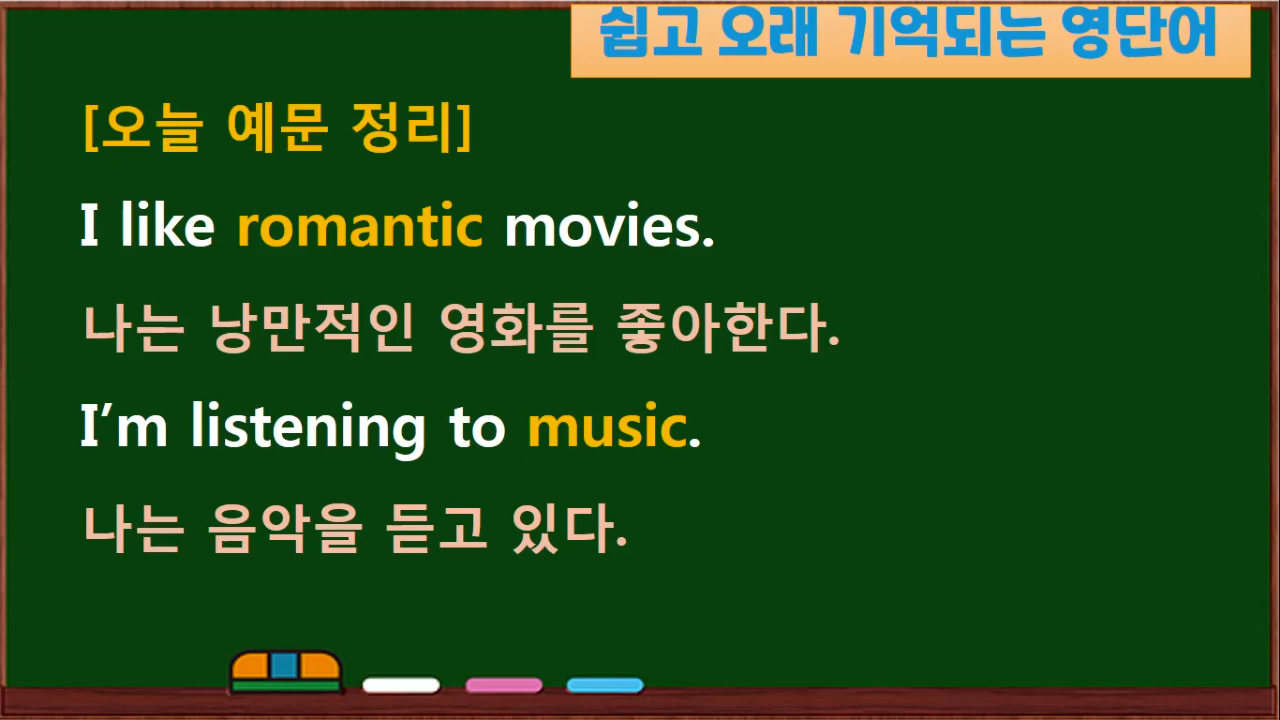 쉽고 오래 기억되는 영단어
[오늘 예문 정리]
I like romantic movies.
나는 낭만적인 영화를 좋아한다.
I’m listening to music.
나는 음악을 듣고 있다.